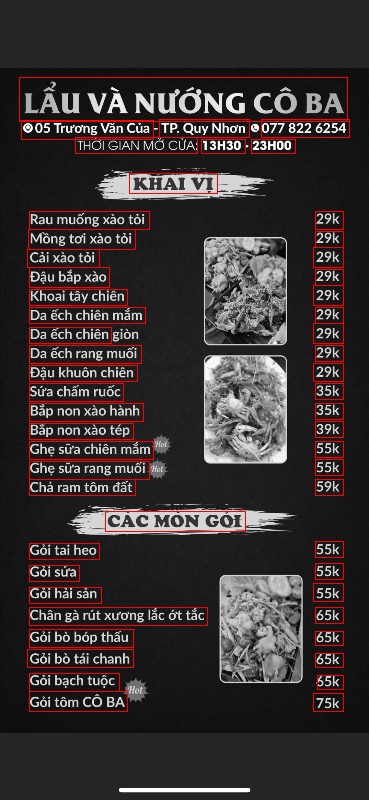 LẨU VÀ NƯỚNG CÔ BA
05 Trương Văn Của - TP. Quy Nhơn 077 822 6254
THỜI GIAN MỞ CỬA: 13H30 - 23H00
KHAI VỊ
Rau muống xào tỏi 29k
Mồng tơi xào tỏi 29k
Cải xào tỏi 29k
Đậu bắp xào 29k
Khoai tây chiên 29k
Da ếch chiên mắm 29k
Da ếch chiên giòn 29k
Da ếch rang muối 29k
Đậu khuôn chiên 29k
Sứa chấm ruốc 35k
Bắp non xào hành 35k
Bắp non xào tép 39k
Ghẹ sữa chiên mắm Hot 55k
Ghẹ sữa rang muối Hot 55k
Chả ram tôm đất 59k
CÁC MÓN GỎI
Gỏi tai heo 55k
Gỏi sứa 55k
Gỏi hải sản 55k
Chân gà rút xương lắc ớt tắc 65k
Gỏi bò bóp thấu 65k
Gỏi bò tái chanh 65k
Gỏi bạch tuộc 65k
Gỏi tôm CÔ BA Hot 75k